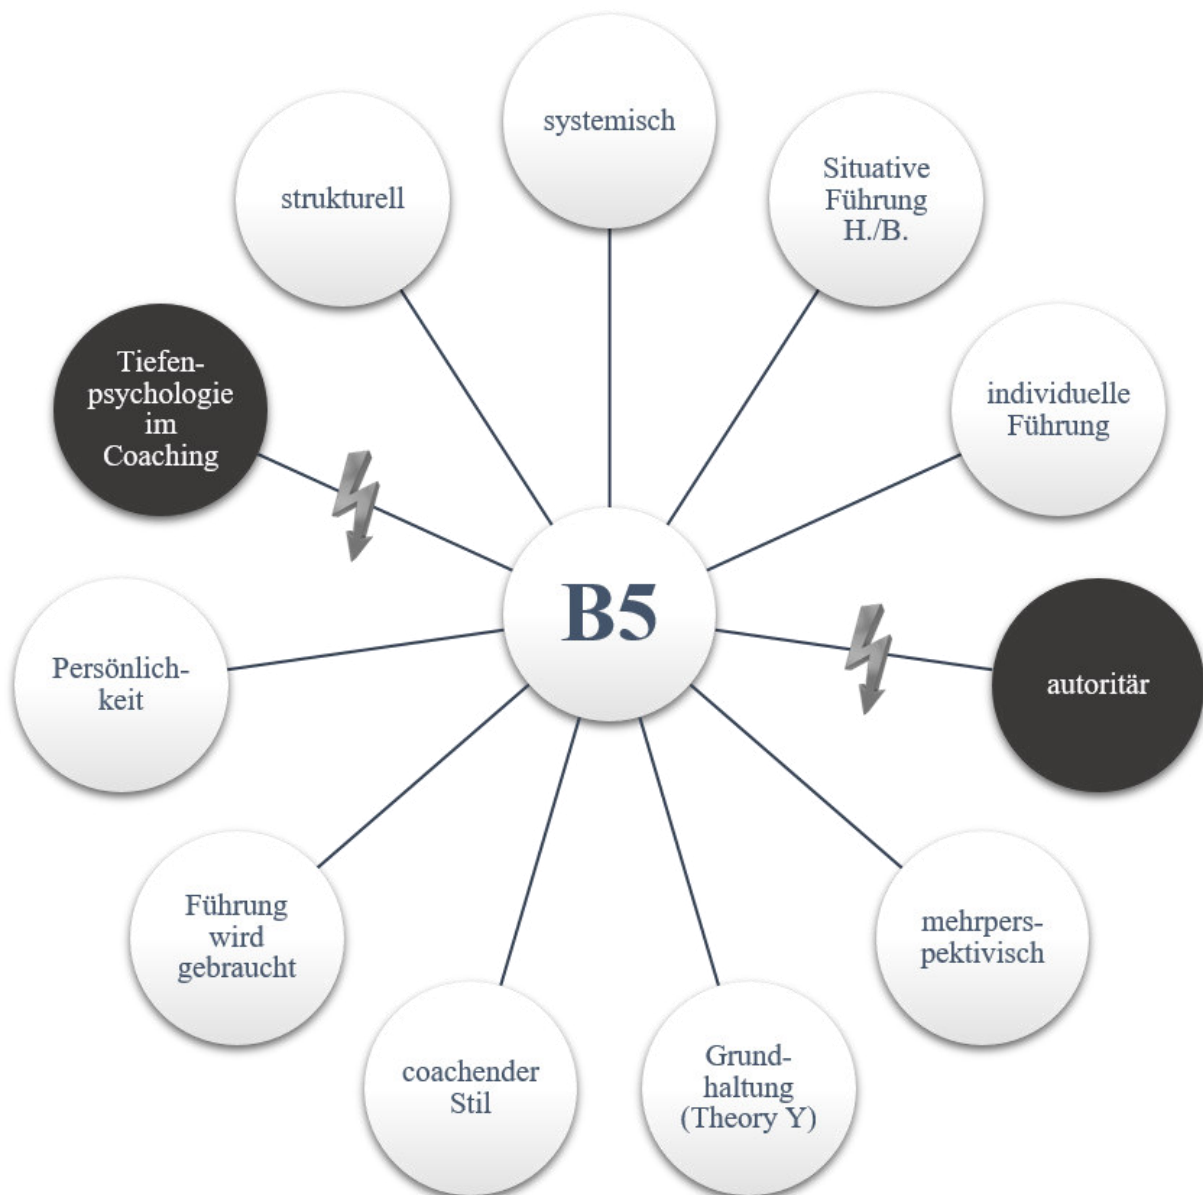 systemisch
Situative
Führung
H./B.
individuelle
Führung
autoritär
mehrpers-
pektivisch
Grund-
haltung
(Theory Y)
coachender
Stil
Führung
wird
gebraucht
Persönlich-
keit
Tiefen-
psychologie
im
Coaching
strukturell
B5